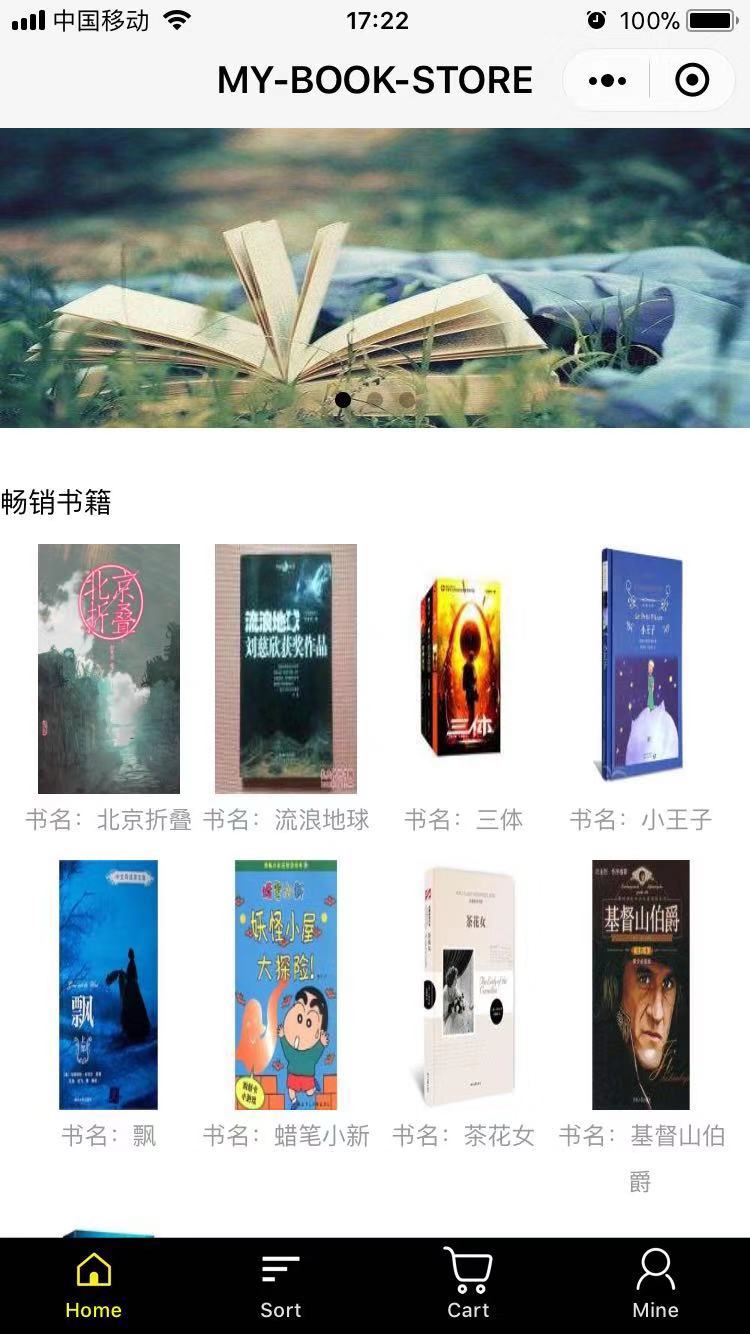 中国移动
17:22
100%
MY-BOOK-STORE
畅销书籍
北京
折叠
流浪地球
刘慈欣获奖作品
三体
小王子
书名：北京折叠
书名：流浪地球
书名：三体
书名：小王子
飘
妖怪小屋
大探险!
茶花女
基督山伯爵
书名：飘
书名：蜡笔小新
书名：茶花女
书名：基督山伯
爵
Home
Sort
Cart
Mine